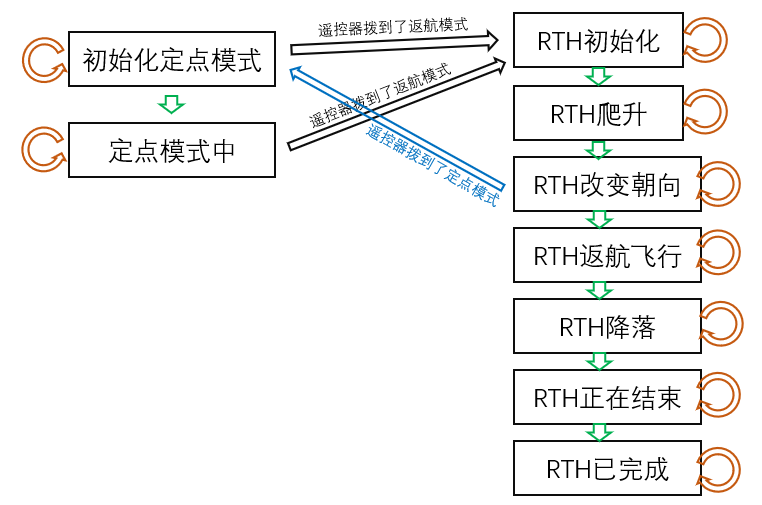 初始化定点模式
定点模式中
遥控器拨到了返航模式
遥控器拨到了返航模式
遥控器拨到了定点模式
RTH初始化
RTH爬升
RTH改变朝向
RTH返航飞行
RTH降落
RTH正在结束
RTH已完成